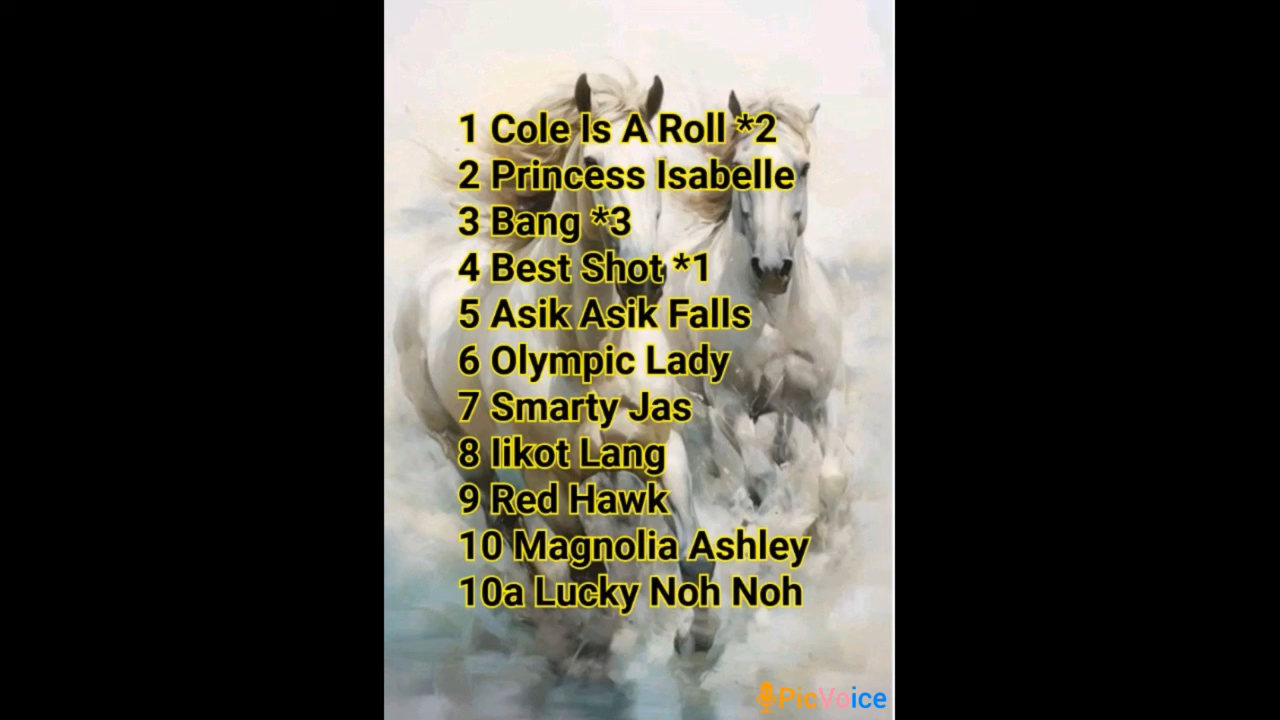 1 Cole Is A Roll *2
2 Princess Isabelle
3 Bang *3
4 Best Shot *1
5 Asik Asik Falls
6 Olympic Lady
7 Smarty Jas
8 Iikot Lang
9 Red Hawk
10 Magnolia Ashley
10a Lucky Noh Noh
PicVoice